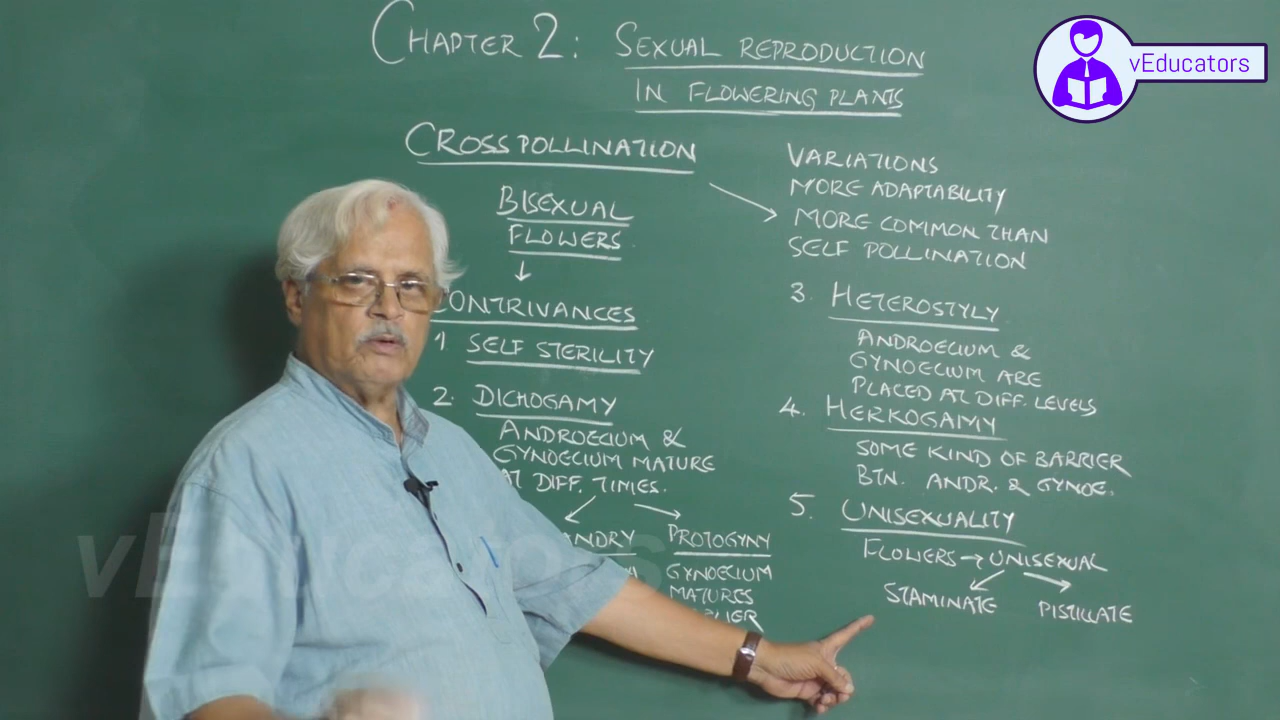 CHAPTER 2: SEXUAL REPRODUCTION
IN FLOWERING PLANTS
vEducators
CROSS POLLINATION
BISEXUAL
FLOWERS
CONTRIVANCES
1 SELF STERILITY
2. DICHOGAMY
ANDROECIUM &
GYNOECIUM MATURE
AT DIFF. TIMES.
PROTOGYNY
GYNOECIUM
MATURES
VARIATIONS
MORE ADAPTABILITY
MORE COMMON THAN
SELF POLLINATION
3. HETEROSTYLY
ANDROECIUM &
GYNOECIUM ARE
PLACED AT DIFF. LEVELS
4. HERKOGAMY
SOME KIND OF BARRIER
BTN. ANDR. & GYNOE.
5. UNISEXUALITY
FLOWERS → UNISEXUAL
STAMINATE PISTILLATE
vEducators